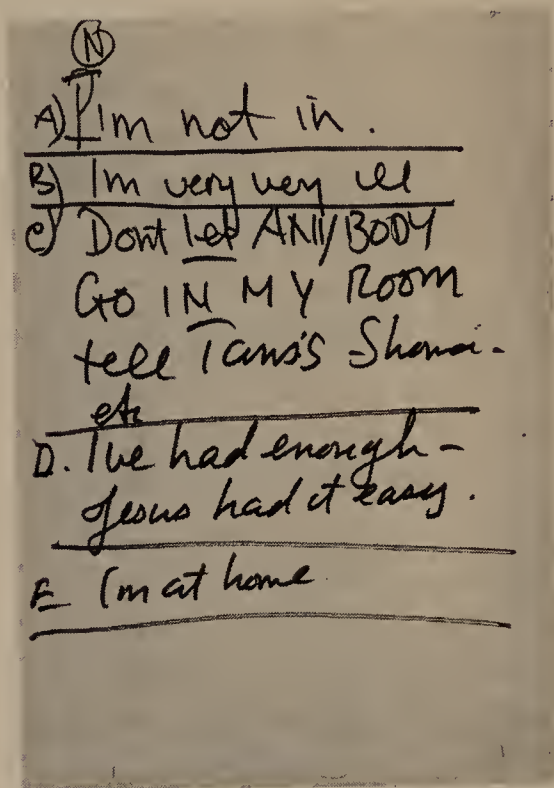 N
A) I'm not in.
B) Im very very ill
C) Dont let ANYBODY
GO IN MY ROOM
tell
etc
D. I've had enough -
Jesus had it easy.
E Im at home